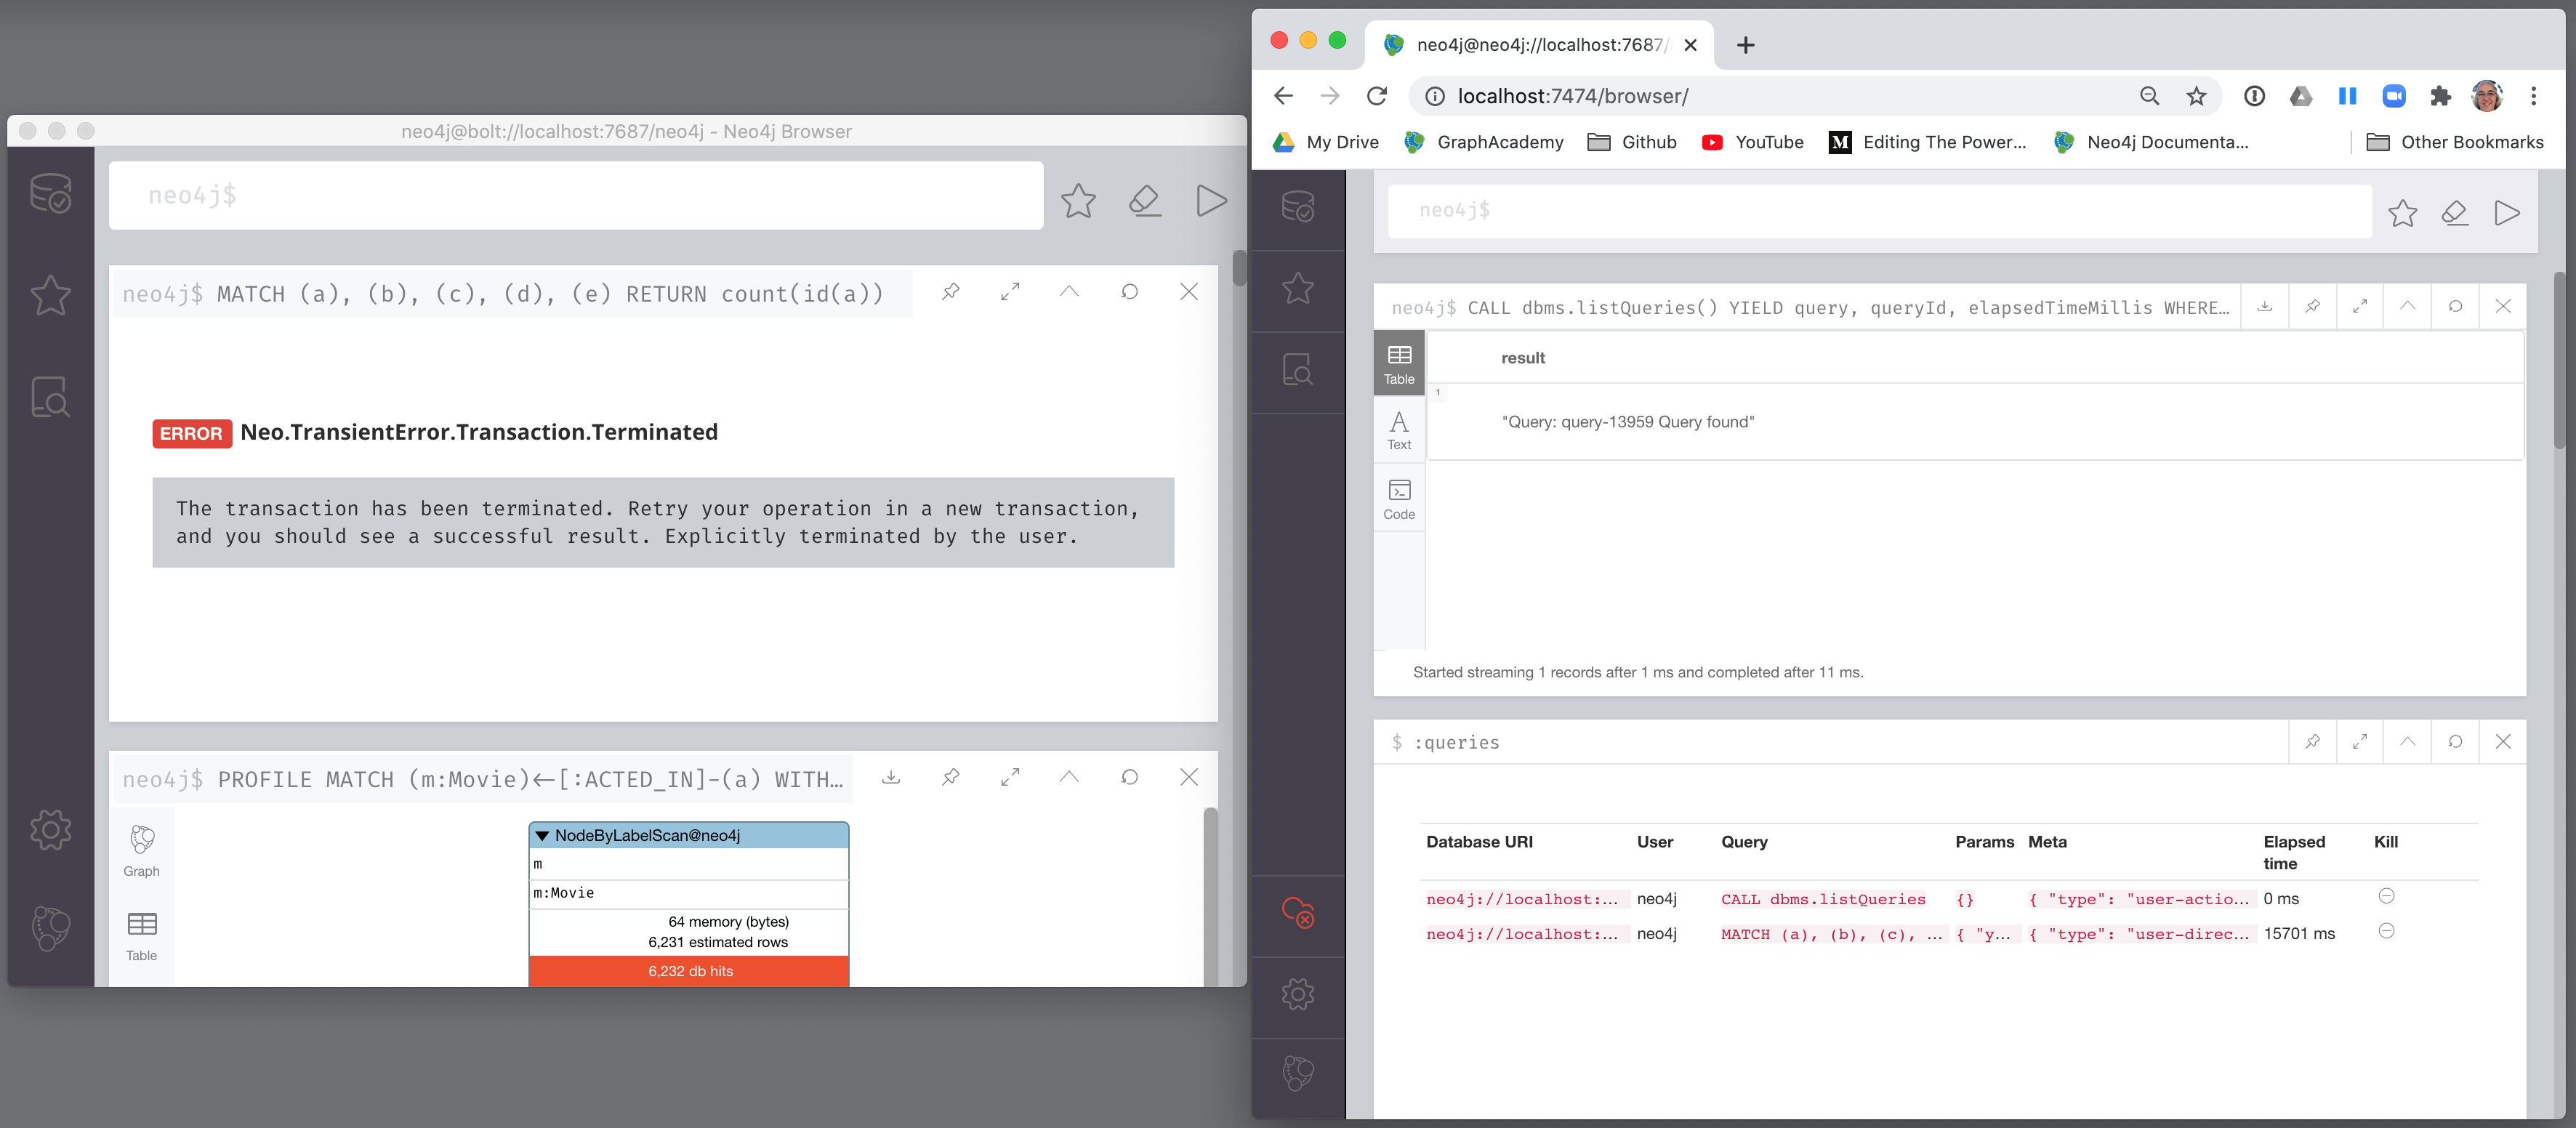 neo4j@bolt://localhost:7687/neo4j - Neo4j Browser
neo4j$
neo4j$ MATCH (a), (b), (c), (d), (e) RETURN count(id(a))
ERROR Neo.TransientError.Transaction.Terminated
The transaction has been terminated. Retry your operation in a new transaction,
and you should see a successful result. Explicitly terminated by the user.
neo4j$ PROFILE MATCH (m:Movie)<-[:ACTED_IN]-(a) WITH…
Graph
Table
NodeByLabelScan@neo4j
m
m:Movie
64 memory (bytes)
6,231 estimated rows
6,232 db hits
neo4j@neo4j://localhost:7687/
localhost:7474/browser/
My Drive
GraphAcademy
Github
YouTube
M Editing The Power...
Neo4j Documenta...
Other Bookmarks
neo4j$
neo4j$ CALL dbms.listQueries() YIELD query, queryId, elapsedTimeMillis WHERE…
Table
Text
Code
result
1
"Query: query-13959 Query found"
Started streaming 1 records after 1 ms and completed after 11 ms.
$ :queries
Database URI User Query Params Meta Elapsed time Kill
neo4j://localhost:... neo4j CALL dbms.listQueries {} { "type": "user-actio... 0 ms
neo4j://localhost:... neo4j MATCH (a), (b), (c), ... { "y... { "type": "user-direc... 15701 ms